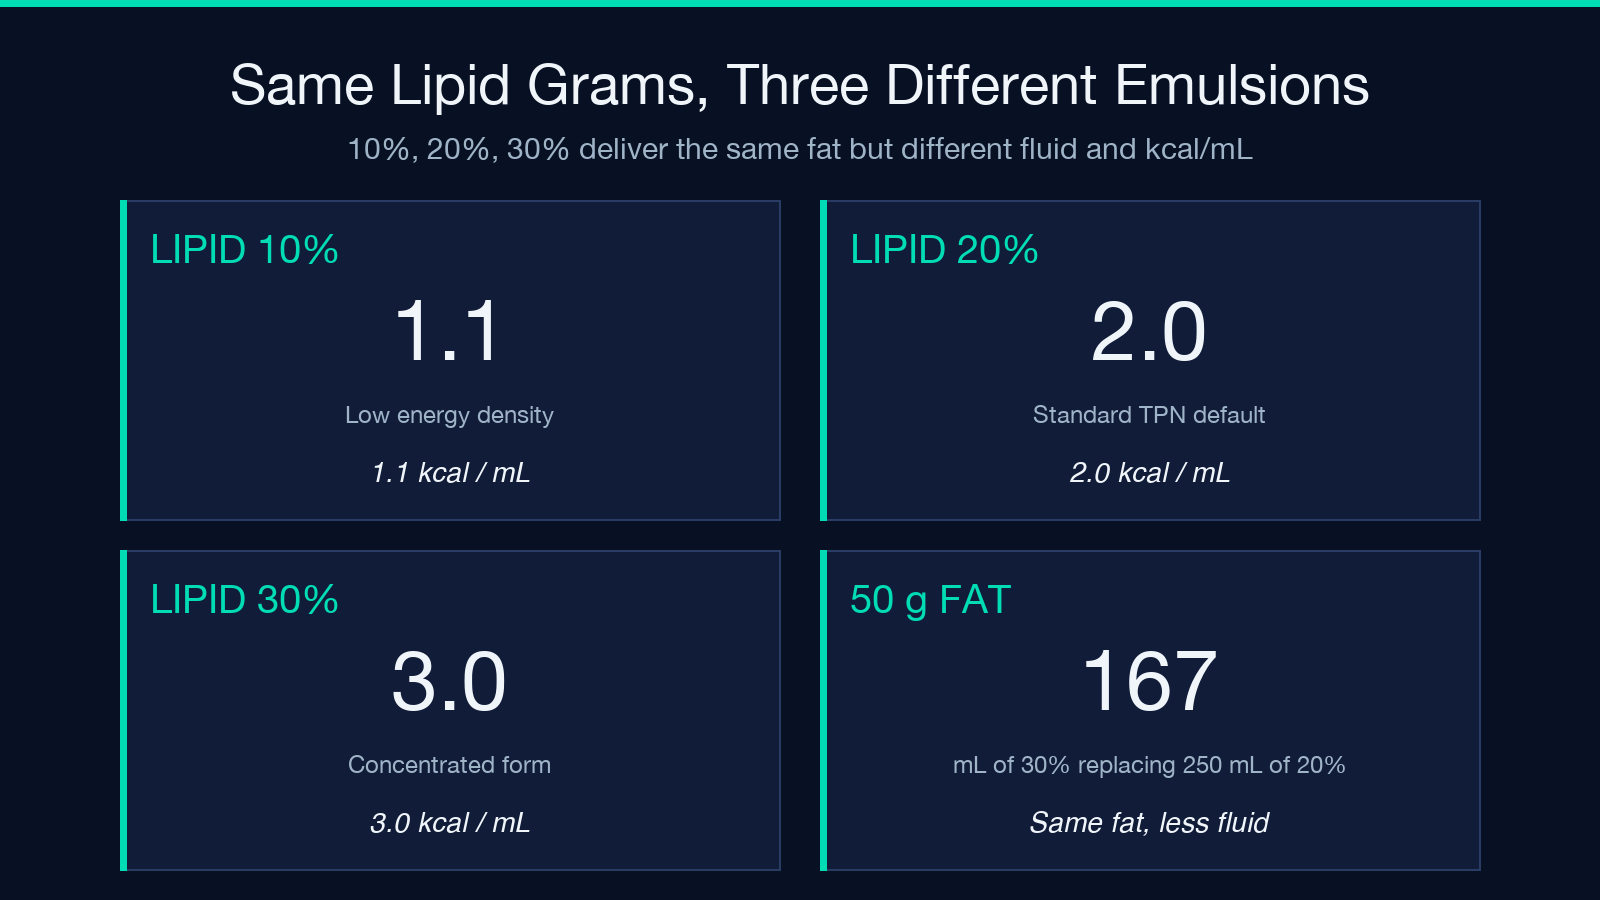 Same Lipid Grams, Three Different Emulsions
10%, 20%, 30% deliver the same fat but different fluid and kcal/mL
LIPID 10%
1.1
Low energy density
1.1 kcal / mL
LIPID 20%
2.0
Standard TPN default
2.0 kcal / mL
LIPID 30%
3.0
Concentrated form
3.0 kcal / mL
50 g FAT
167
mL of 30% replacing 250 mL of 20%
Same fat, less fluid